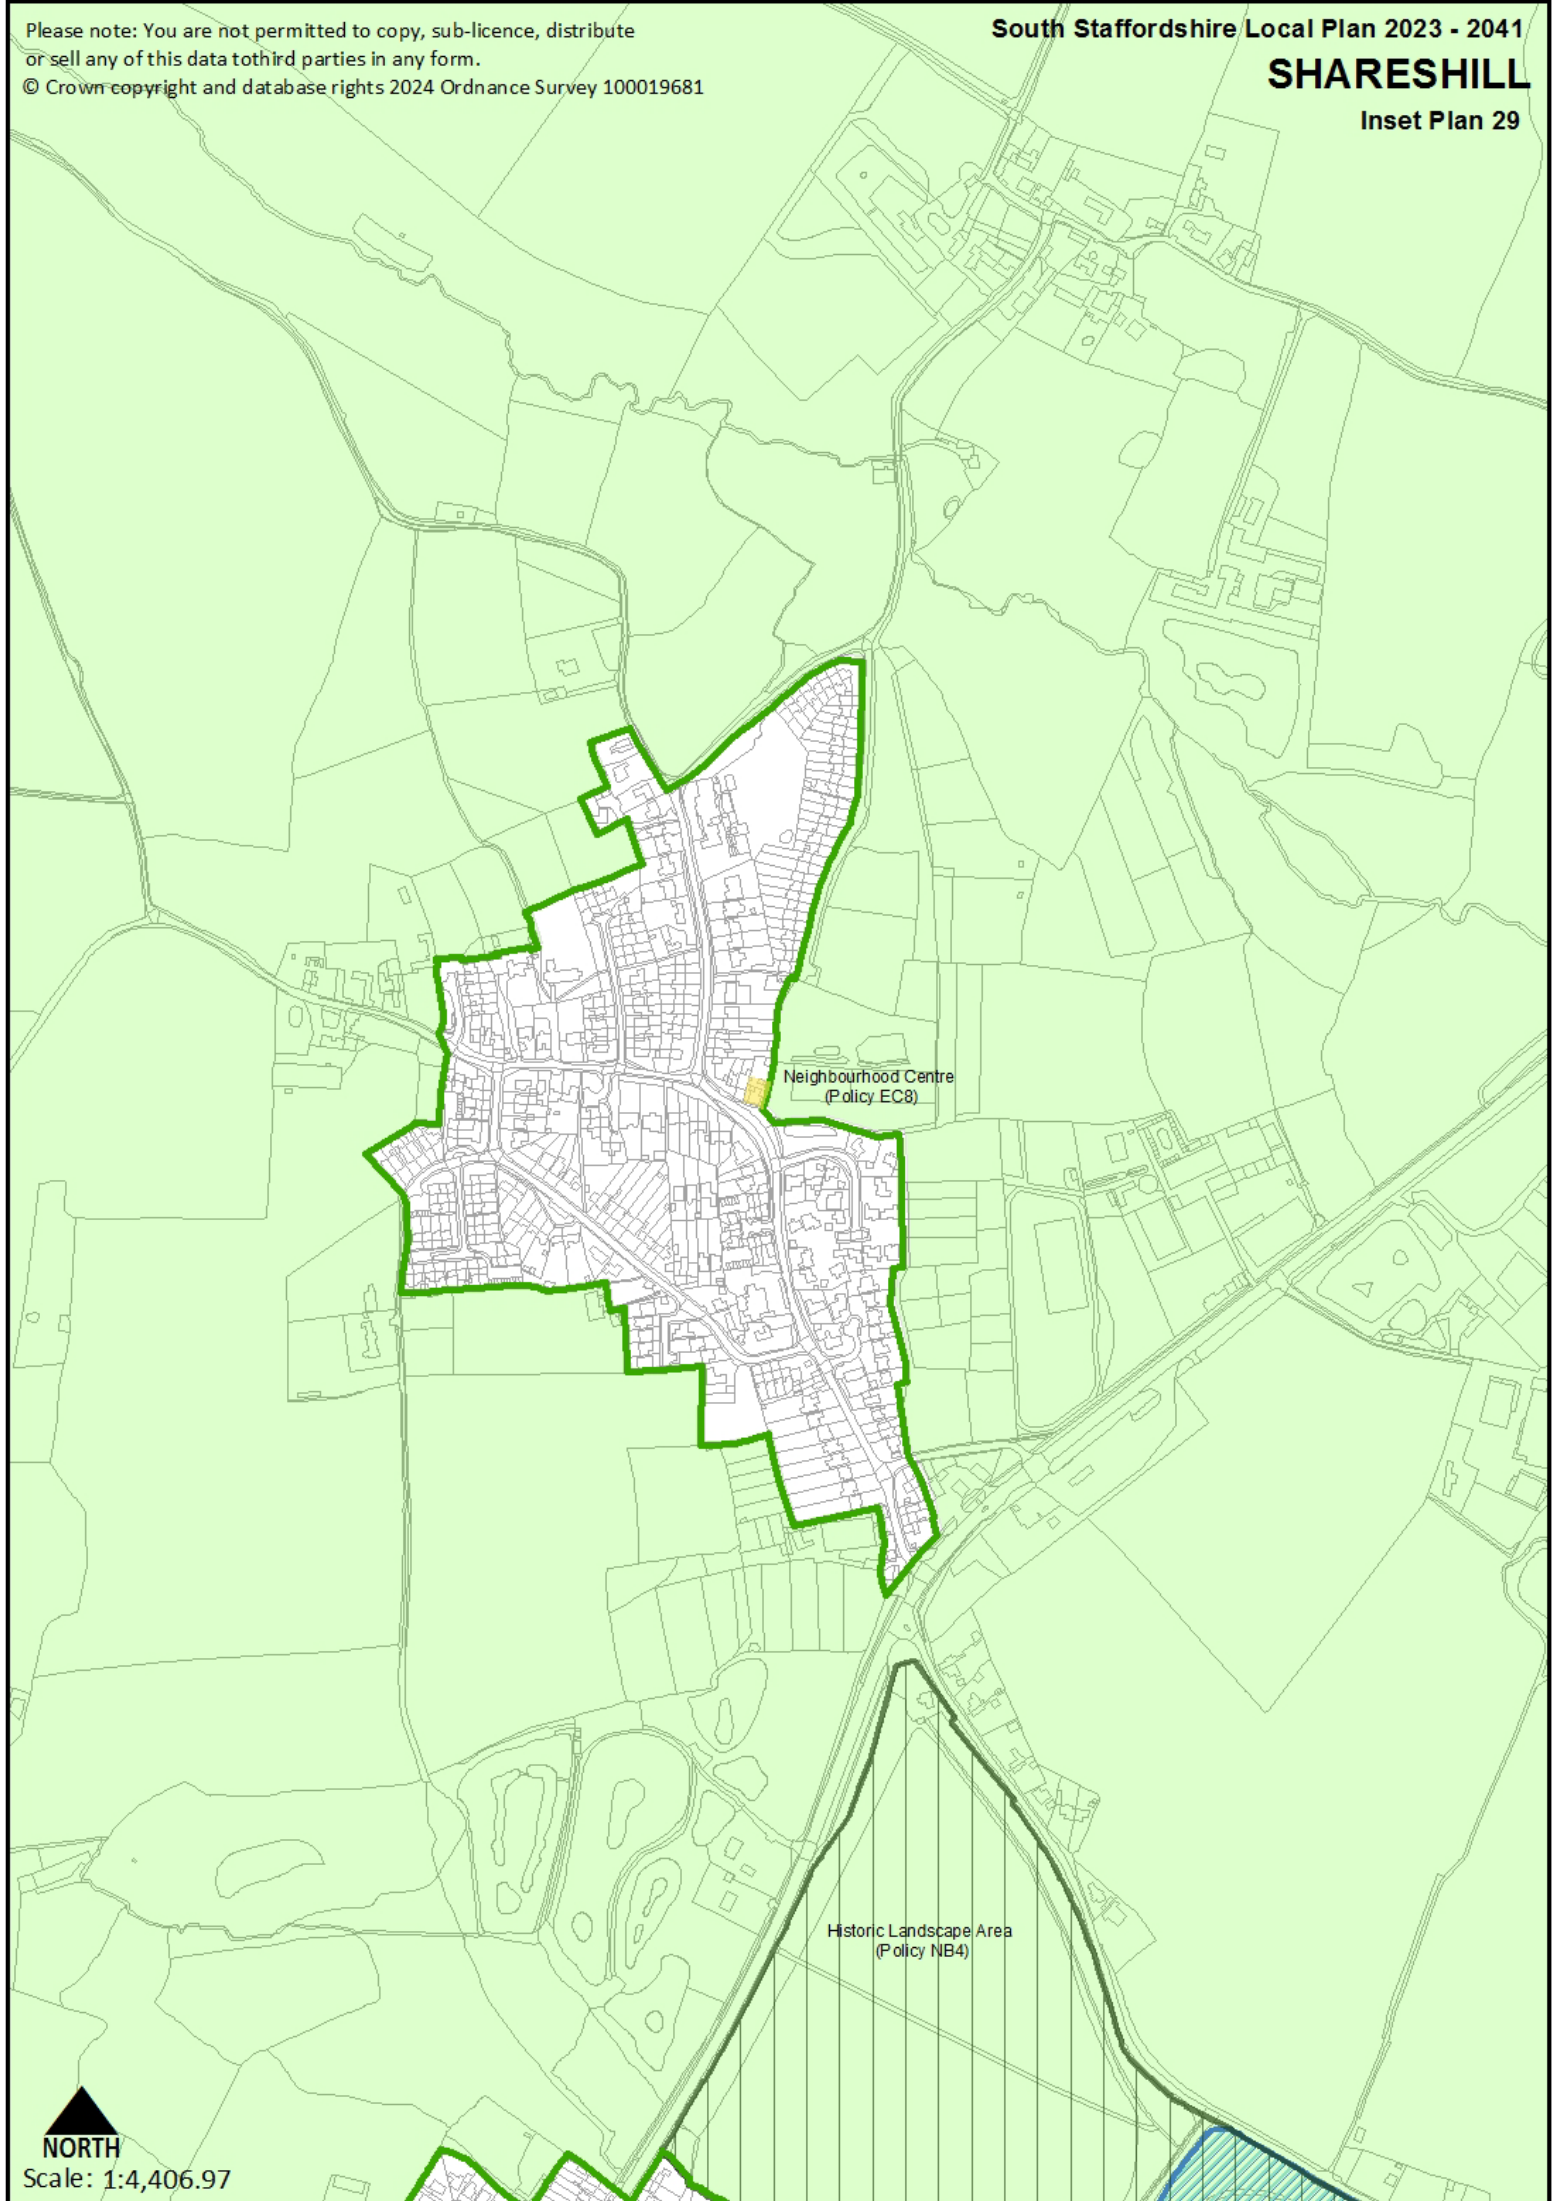 Please note: You are not permitted to copy, sub-licence, distribute
or sell any of this data tothird parties in any form.
© Crown copyright and database rights 2024 Ordnance Survey 100019681
South Staffordshire Local Plan 2023 - 2041
SHARESHILL
Inset Plan 29
Neighbourhood Centre
(Policy EC8)
Historic Landscape Area
(Policy NB4)
NORTH
Scale: 1:4,406.97